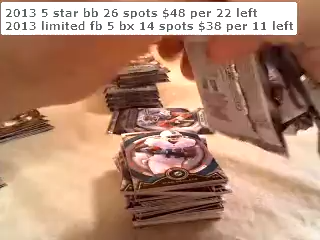 2013 5 star bb 26 spots $48 per 22 left
2013 limited fb 5 bx 14 spots $38 per 11 left